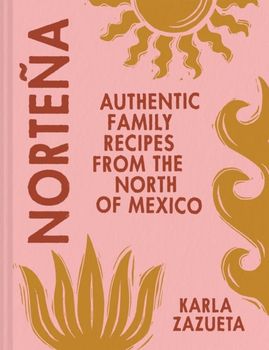 NORTEÑA
AUTHENTIC
FAMILY
RECIPES
FROM THE
NORTH
OF MEXICO
KARLA
ZAZUETA